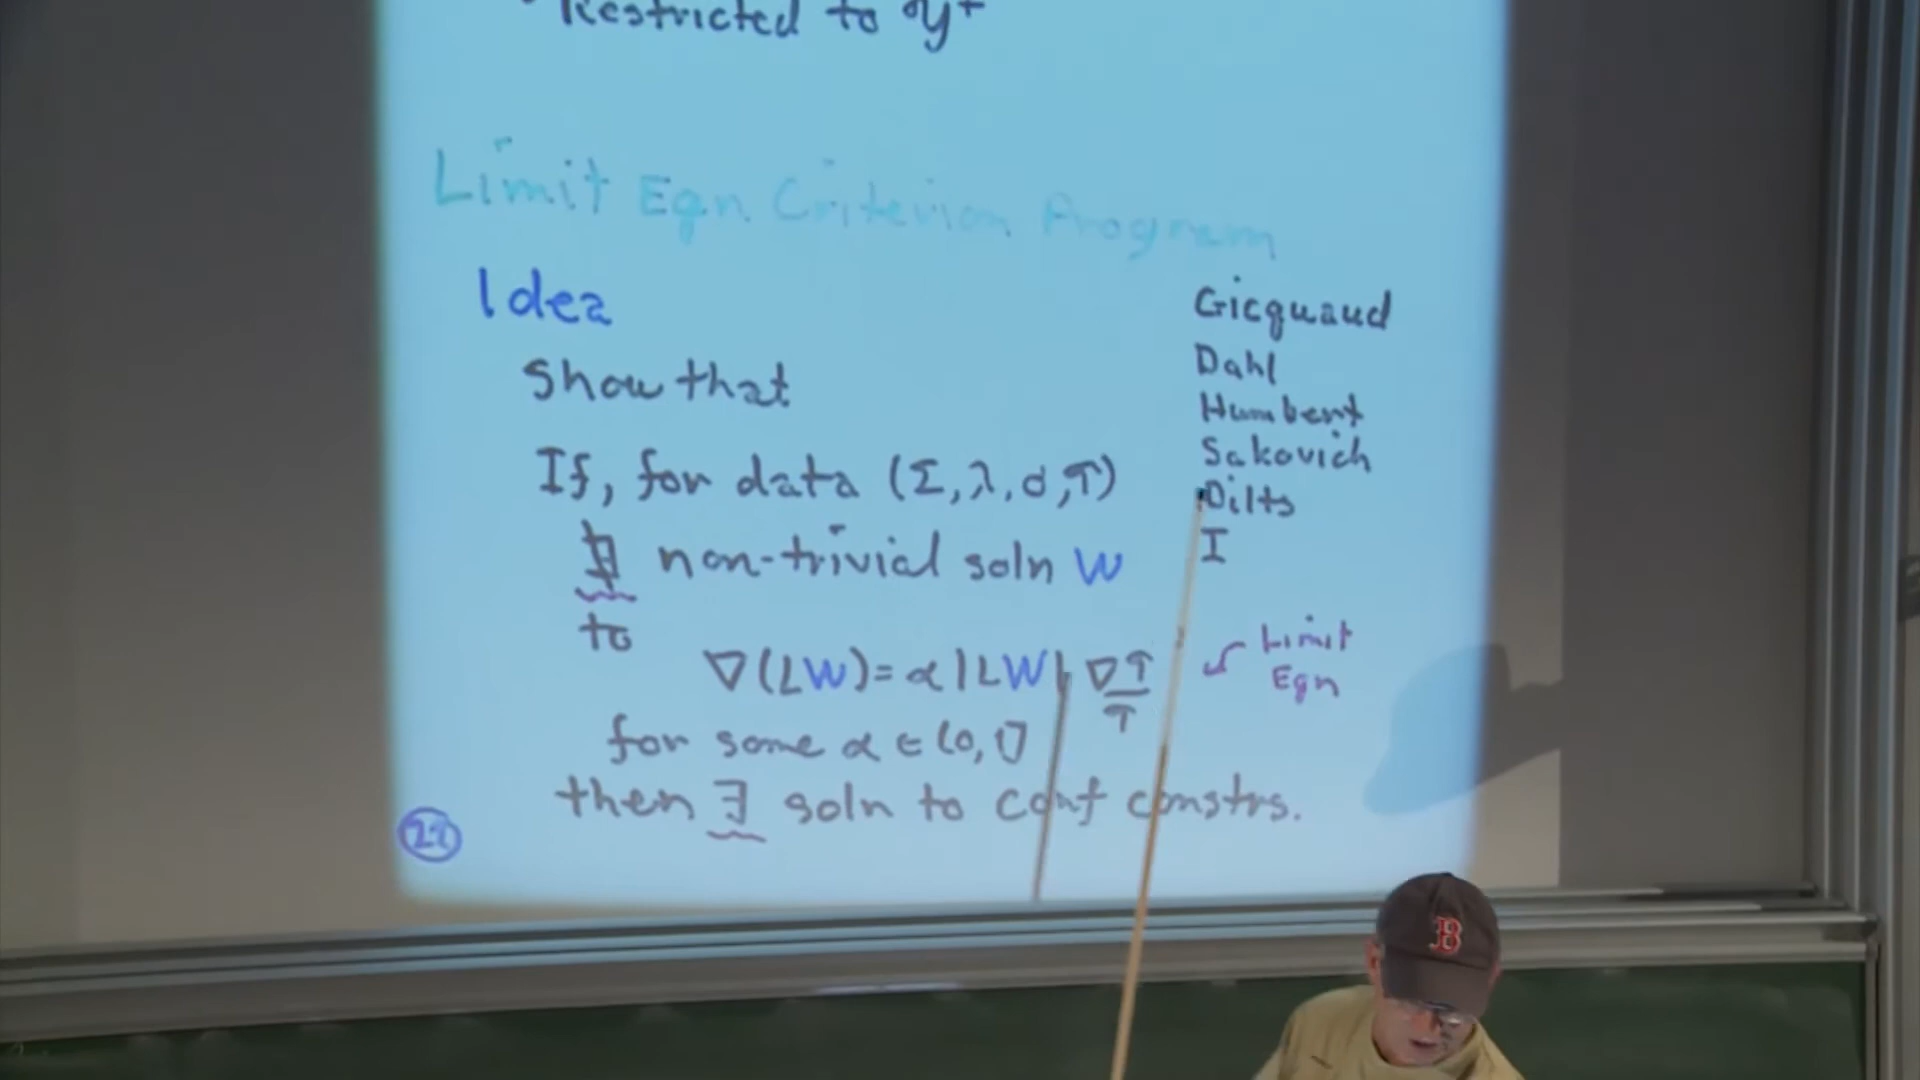 Restricted to y+
Limit Eqn Criterion Program
Idea
Show that
If, for data (Σ, λ, σ, τ)
∄ non-trivial soln W
to
∇(LW) = α |LW| ∇τ/τ
for some α ∈ (0, 1]
then ∃ soln to conf constrs.
22
Gicquaud
Dahl
Humbert
Sakovich
Dilts
I
Limit
Eqn
B